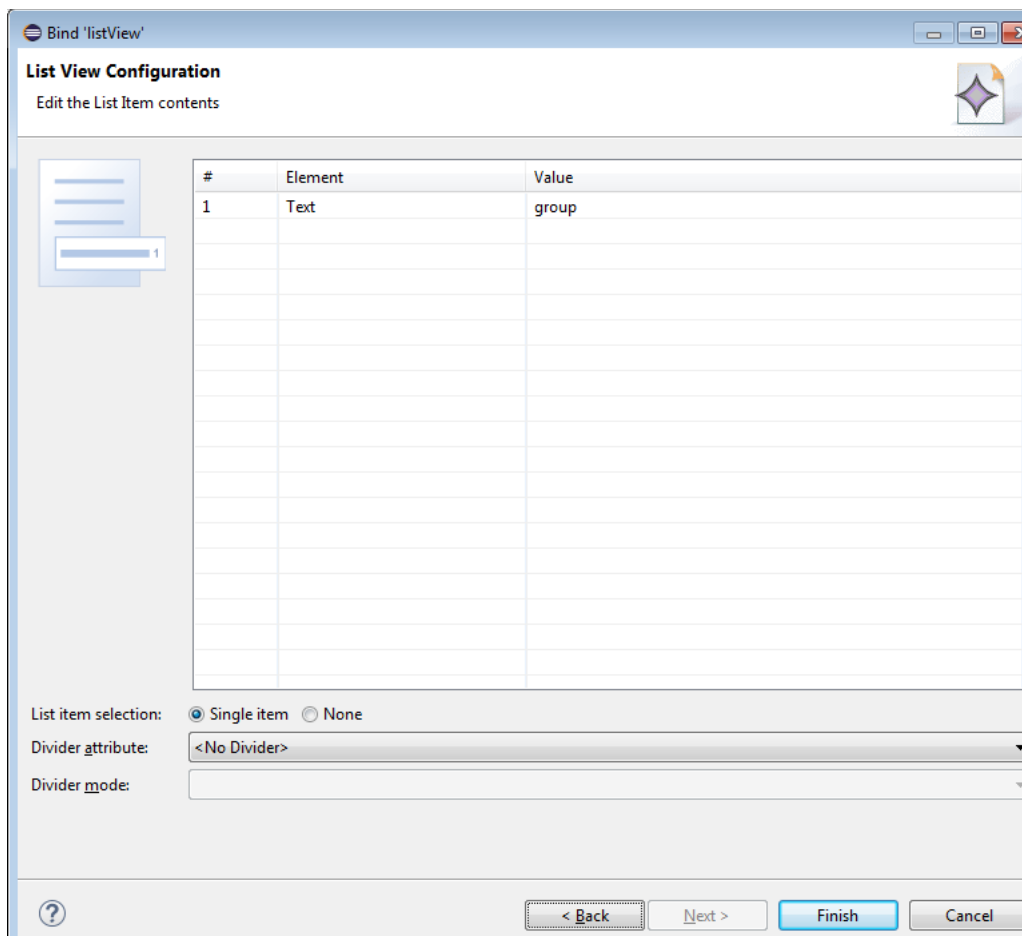 Bind 'listView'
List View Configuration
Edit the List Item contents
# Element Value
1 Text group
1
List item selection: Single item None
Divider attribute: <No Divider>
Divider mode:
? < Back Next > Finish Cancel